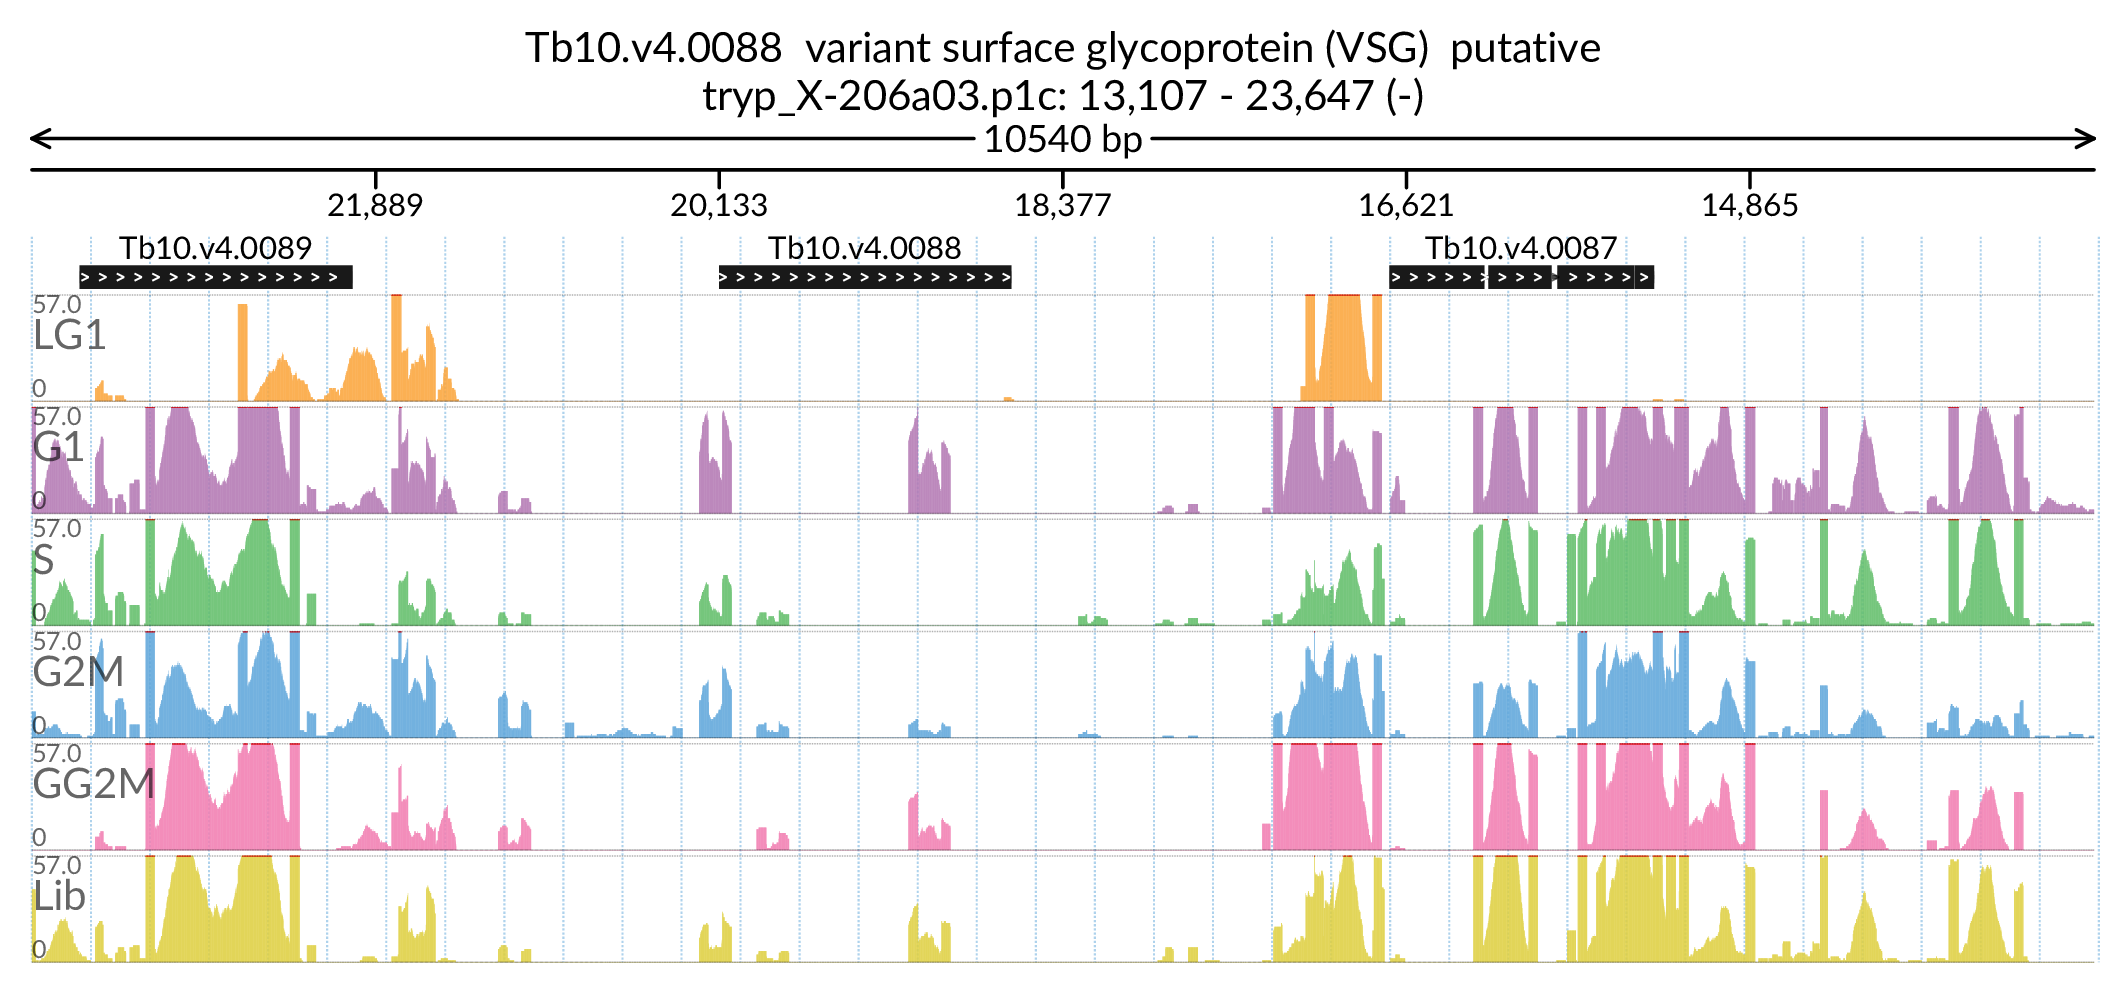 Tb10.v4.0088 variant surface glycoprotein (VSG) putative
tryp_X-206a03.p1c: 13,107 - 23,647 (-)
10540 bp
21,889 20,133 18,377 16,621 14,865
Tb10.v4.0089 Tb10.v4.0088 Tb10.v4.0087
57.0
LG1
0
57.0
G1
0
57.0
S
0
57.0
G2M
0
57.0
GG2M
0
57.0
Lib
0